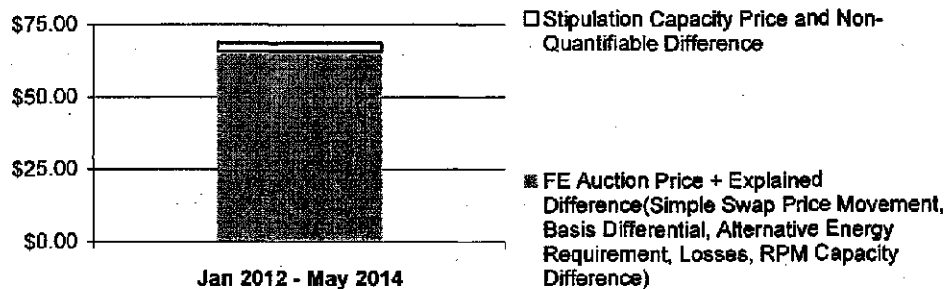 $75.00
$50.00
$25.00
$0.00
Jan 2012 - May 2014
Stipulation Capacity Price and Non-
Quantifiable Difference
FE Auction Price + Explained
Difference(Simple Swap Price Movement,
Basis Differential, Alternative Energy
Requirement, Losses, RPM Capacity
Difference)